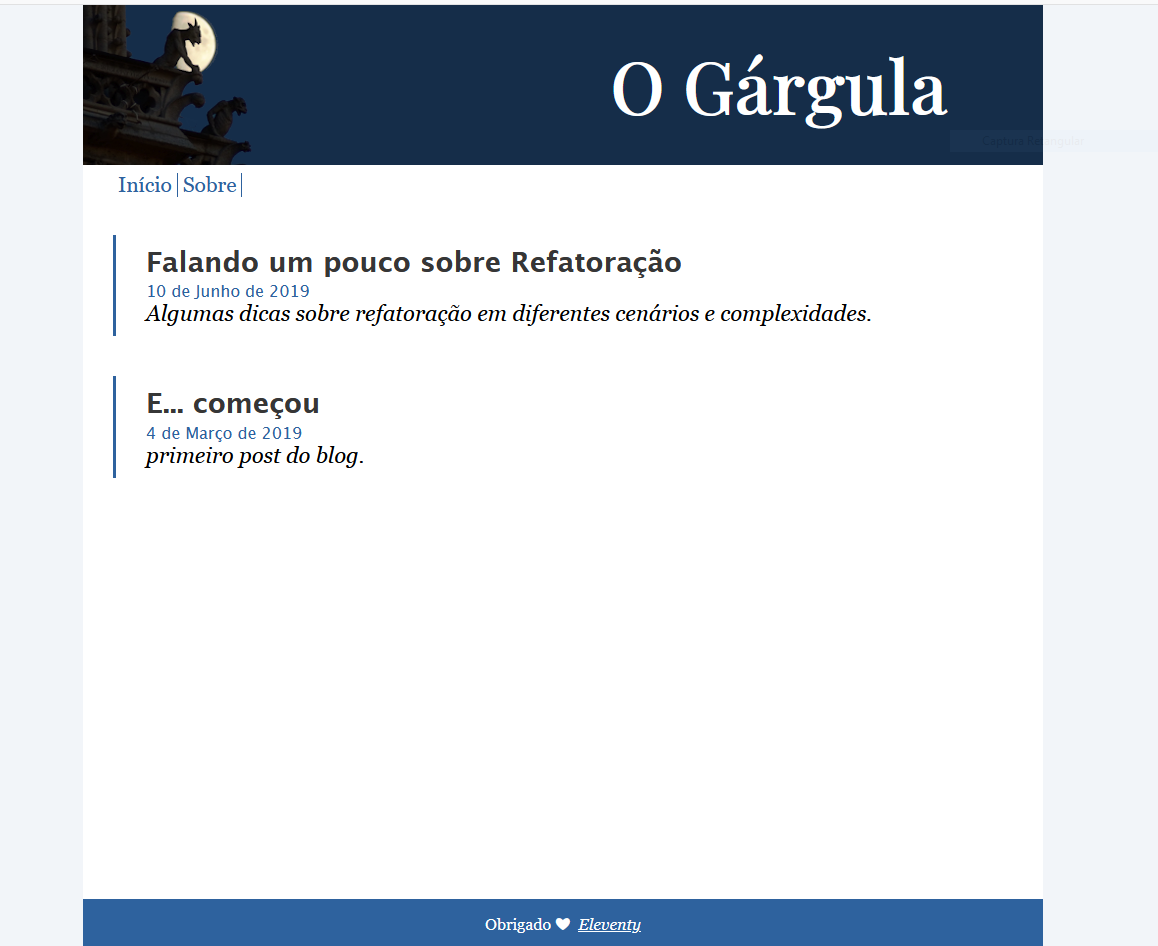 O Gárgula
Início
Sobre
Falando um pouco sobre Refatoração
10 de Junho de 2019
Algumas dicas sobre refatoração em diferentes cenários e complexidades.
E... começou
4 de Março de 2019
primeiro post do blog.
Obrigado Eleventy